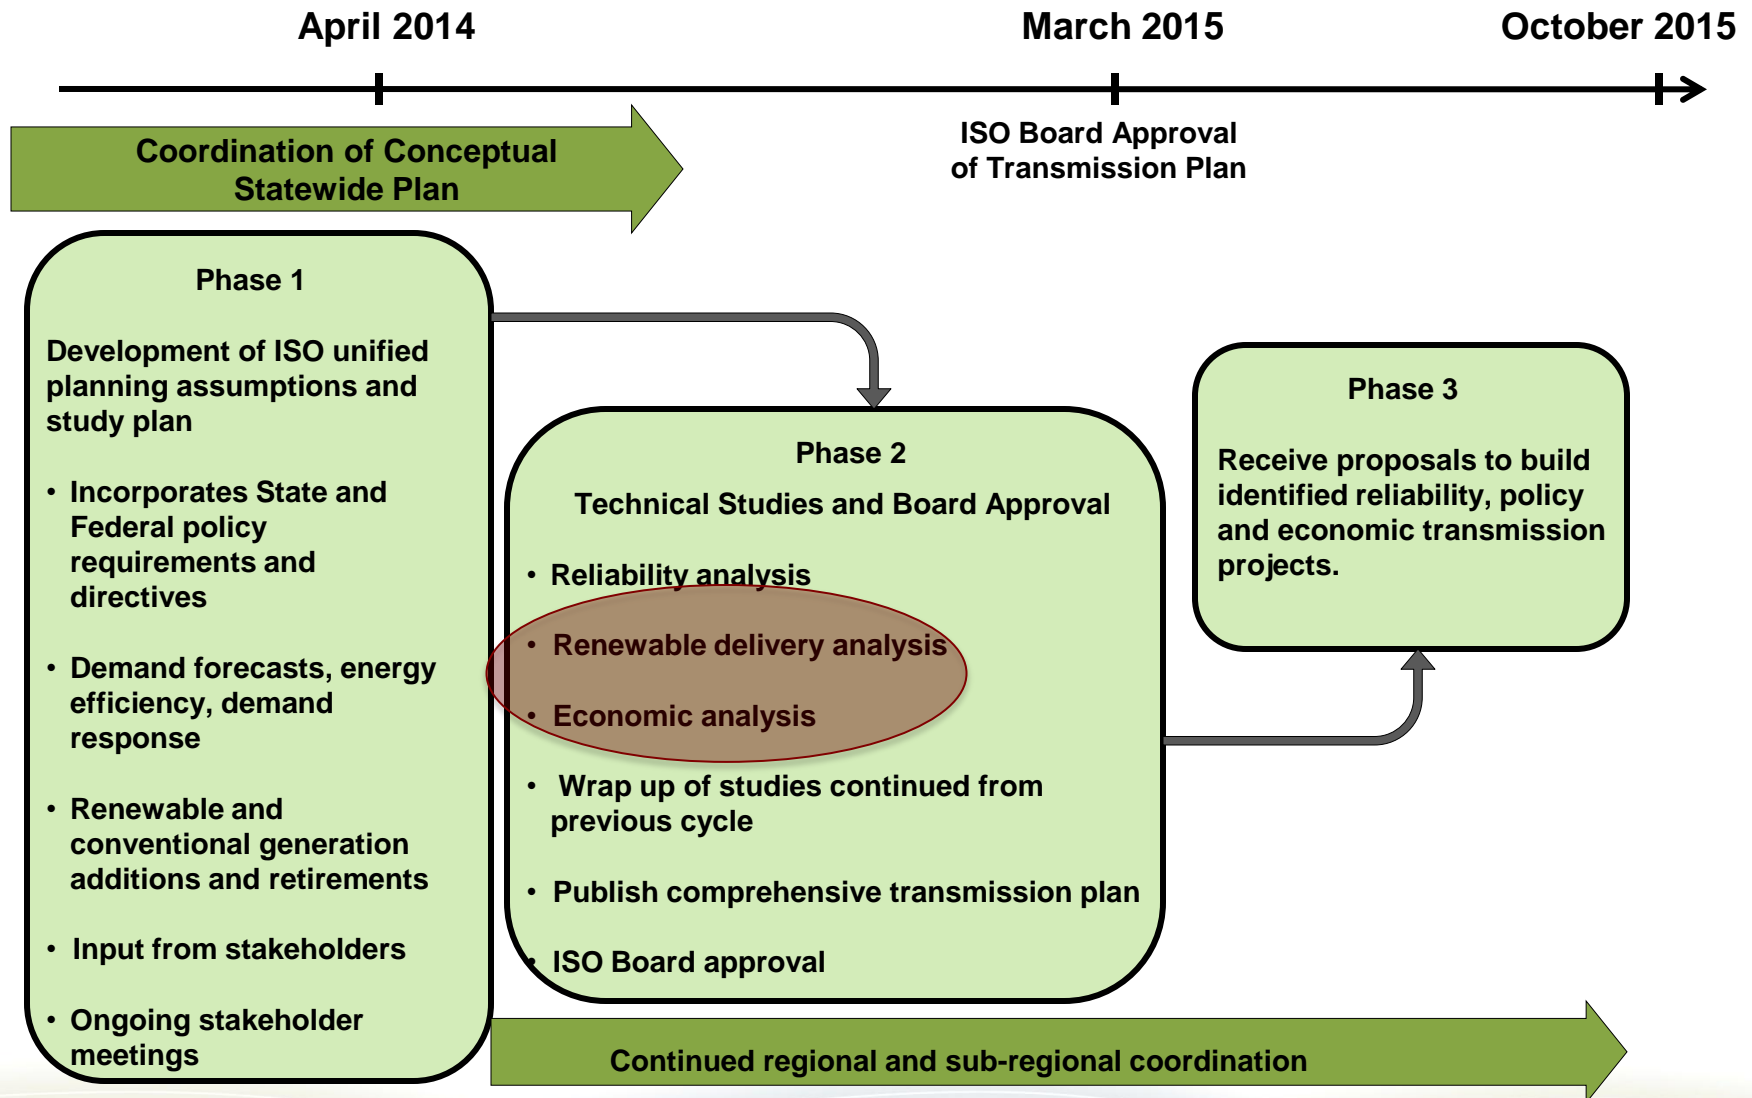 April 2014
March 2015
October 2015
ISO Board Approval
of Transmission Plan
Coordination of Conceptual
Statewide Plan
Phase 1
Development of ISO unified
planning assumptions and
study plan
• Incorporates State and
Federal policy
requirements and
directives
• Demand forecasts, energy
efficiency, demand
response
• Renewable and
conventional generation
additions and retirements
• Input from stakeholders
• Ongoing stakeholder
meetings
Phase 2
Technical Studies and Board Approval
• Reliability analysis
• Renewable delivery analysis
• Economic analysis
• Wrap up of studies continued from
previous cycle
• Publish comprehensive transmission plan
• ISO Board approval
Phase 3
Receive proposals to build
identified reliability, policy
and economic transmission
projects.
Continued regional and sub-regional coordination